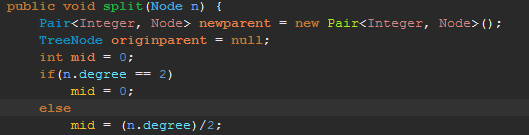 public void split(Node n) {
    Pair<Integer, Node> newparent = new Pair<Integer, Node>();
    TreeNode originparent = null;
    int mid = 0;
    if(n.degree == 2)
        mid = 0;
    else
        mid = (n.degree)/2;